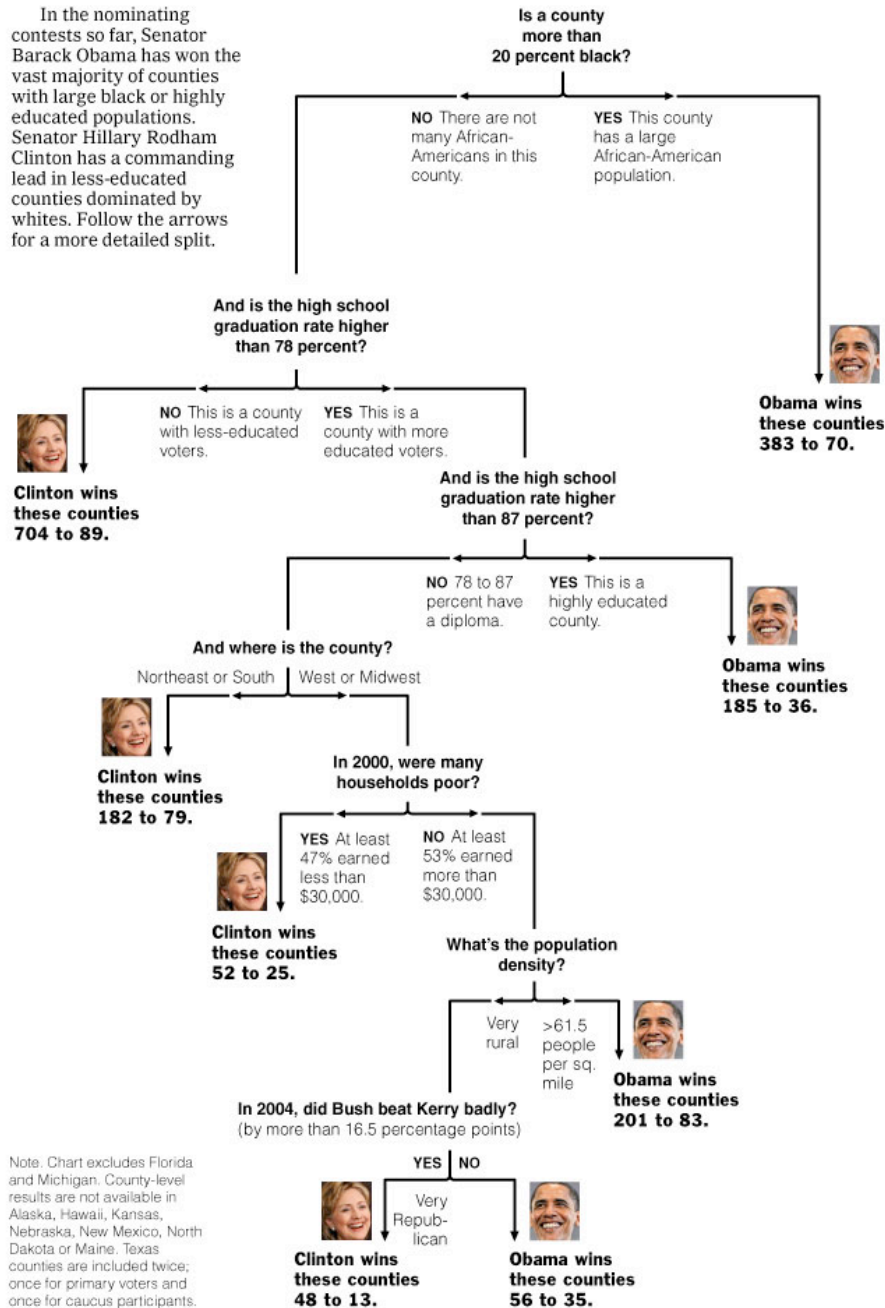 In the nominating
contests so far, Senator
Barack Obama has won the
vast majority of counties
with large black or highly
educated populations.
Senator Hillary Rodham
Clinton has a commanding
lead in less-educated
counties dominated by
whites. Follow the arrows
for a more detailed split.
Is a county
more than
20 percent black?
NO There are not
many African-
Americans in this
county.
YES This county
has a large
African-American
population.
Obama wins
these counties
383 to 70.
And is the high school
graduation rate higher
than 78 percent?
NO This is a county
with less-educated
voters.
YES This is a
county with more
educated voters.
Clinton wins
these counties
704 to 89.
And is the high school
graduation rate higher
than 87 percent?
NO 78 to 87
percent have
a diploma.
YES This is a
highly educated
county.
Obama wins
these counties
185 to 36.
And where is the county?
Northeast or South
West or Midwest
Clinton wins
these counties
182 to 79.
In 2000, were many
households poor?
YES At least
47% earned
less than
$30,000.
NO At least
53% earned
more than
$30,000.
Clinton wins
these counties
52 to 25.
What's the population
density?
Very
rural
>61.5
people
per sq.
mile
Obama wins
these counties
201 to 83.
In 2004, did Bush beat Kerry badly?
(by more than 16.5 percentage points)
YES
NO
Very
Repub-
lican
Clinton wins
these counties
48 to 13.
Obama wins
these counties
56 to 35.
Note. Chart excludes Florida
and Michigan. County-level
results are not available in
Alaska, Hawaii, Kansas,
Nebraska, New Mexico, North
Dakota or Maine. Texas
counties are included twice;
once for primary voters and
once for caucus participants.